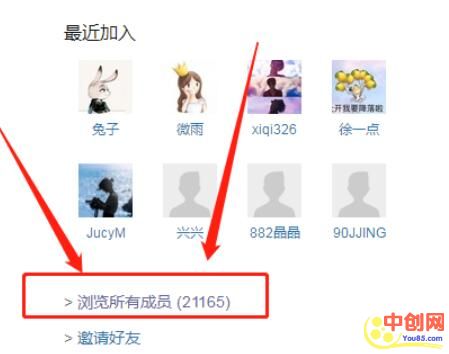 最近加入
兔子
微雨
xiqi326
徐一点
:开我要降落啦
JucyM
兴兴
882晶晶
90JJING
> 浏览所有成员 (21165)
> 邀请好友
中创网
You85.com